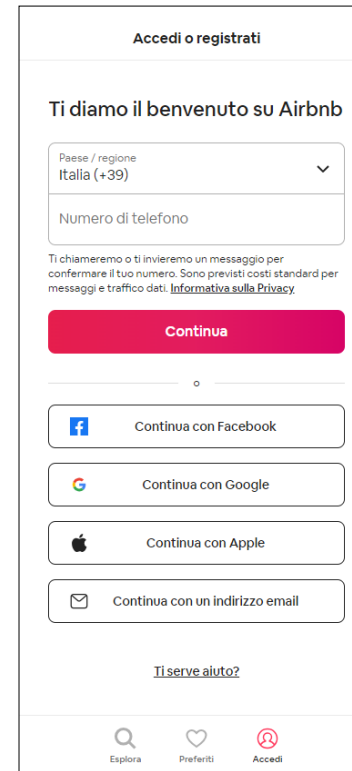 Accedi o registrati
Ti diamo il benvenuto su Airbnb
Paese / regione
Italia (+39)
Numero di telefono
Ti chiameremo o ti invieremo un messaggio per
confermare il tuo numero. Sono previsti costi standard per
messaggi e traffico dati. Informativa sulla Privacy
Continua
o
Continua con Facebook
Continua con Google
Continua con Apple
Continua con un indirizzo email
Ti serve aiuto?
Esplora Preferiti Accedi